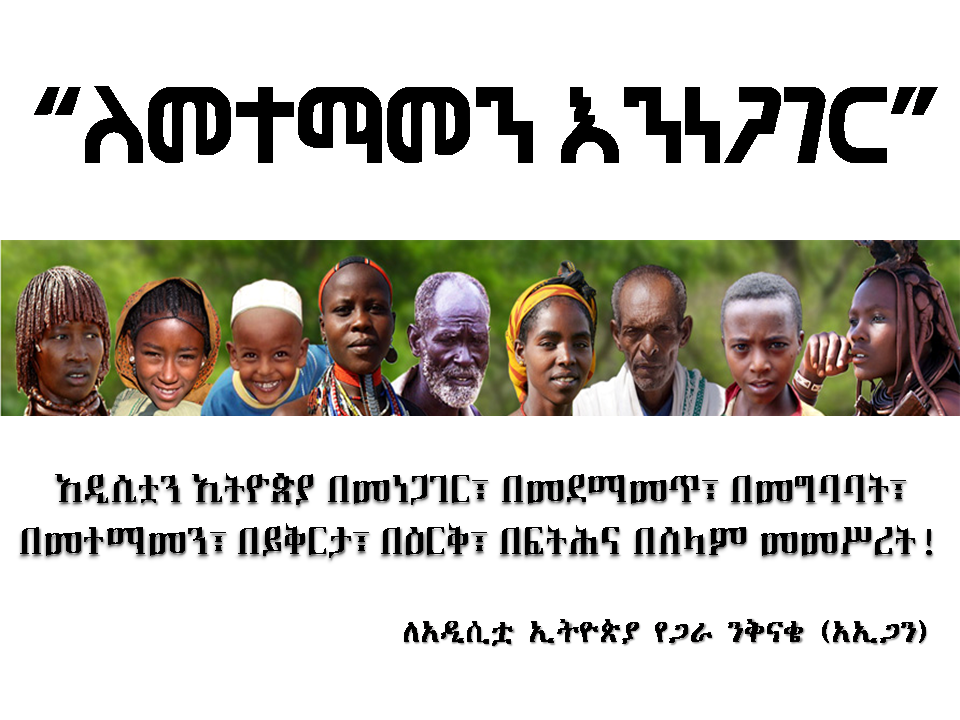 “ለመተማመን እንነጋገር”
አዲሲቷን ኢትዮጵያ በመነጋገር፣ በመደማመጥ፣ በመግባባት፣
በመተማመን፣ በይቅርታ፣ በዕርቅ፣ በፍትሕና በሰላም መመሥረት!
ለአዲሲቷ ኢትዮጵያ የጋራ ንቅናቄ (አኢጋን)